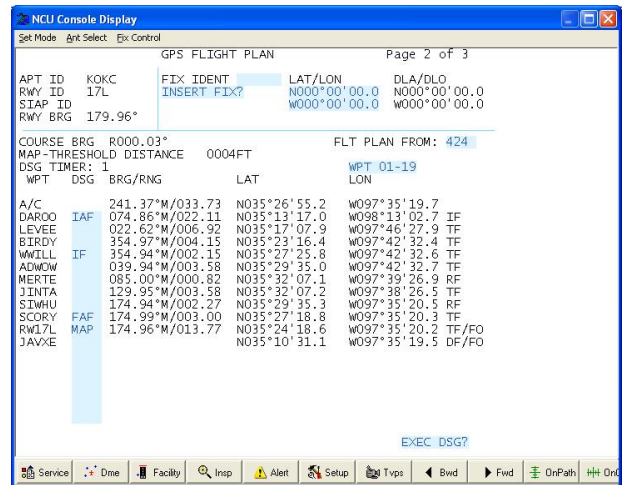 NCU Console Display
Set Mode Ant Select Fix Control
GPS FLIGHT PLAN Page 2 of 3
APT ID KOKC FIX IDENT LAT/LON DLA/DLO
RWY ID 17L INSERT FIX? N000°00'00.0 N000°00'00.0
SIAP ID W000°00'00.0 W000°00'00.0
RWY BRG 179.96°
COURSE BRG R000.03° FLT PLAN FROM: 424
MAP-THRESHOLD DISTANCE 0004FT
DSG TIMER: 1 WPT 01-19
WPT DSG BRG/RNG LAT LON
A/C 241.37°M/033.73 N035°26'55.2 W097°35'19.7
DAROO IAF 074.86°M/022.11 N035°13'17.0 W098°13'02.7 IF
LEVEE 022.62°M/006.92 N035°17'07.9 W097°46'27.9 TF
BIRDY 354.97°M/004.15 N035°23'16.4 W097°42'32.4 TF
WWILL IF 354.94°M/002.15 N035°27'25.8 W097°42'32.6 TF
ADWOW 039.94°M/003.58 N035°29'35.0 W097°42'32.7 TF
MERTE 085.00°M/000.82 N035°32'07.1 W097°39'26.9 RF
JINTA 129.95°M/003.58 N035°32'07.2 W097°38'26.5 TF
SIWHU 174.94°M/002.27 N035°29'35.3 W097°35'20.5 RF
SCORY FAF 174.99°M/003.00 N035°27'18.8 W097°35'20.3 TF
RW17L MAP 174.96°M/013.77 N035°24'18.6 W097°35'20.2 TF/FO
JAVXE N035°10'31.1 W097°35'19.5 DF/FO
EXEC DSG?
Service Dme Facility Insp Alert Setup Tvps Bwd Fwd OnPath